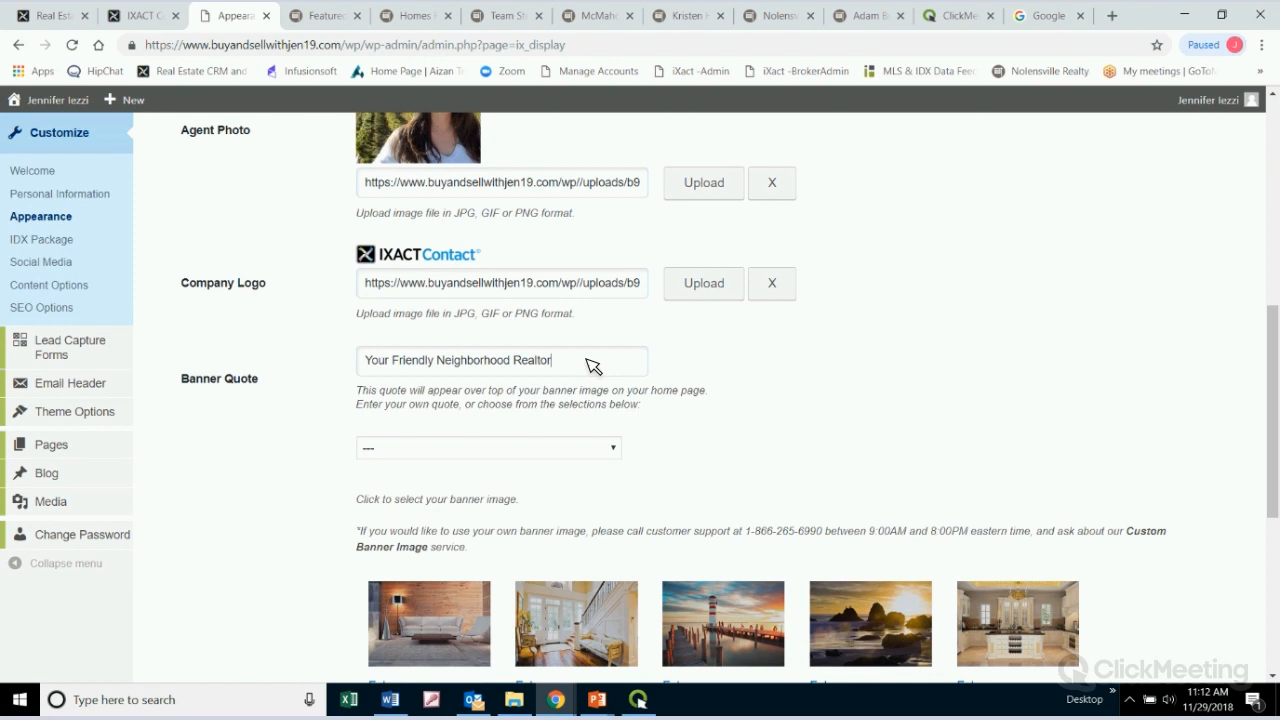 Real Est
IXACT C
Appeara
Featured
Homes
Team St
McMaho
Kristen
Nolensv
Adam B
ClickMe
Google
https://www.buyandsellwithjen19.com/wp/wp-admin/admin.php?page=ix_display
Paused
J
Apps
HipChat
Real Estate CRM and
Infusionsoft
Home Page | Aizan Te
Zoom
Manage Accounts
iXact -Admin
iXact -BrokerAdmin
MLS & IDX Data Feed
Nolensville Realty
My meetings | GoTo
»
Jennifer Iezzi
New
Jennifer Iezzi
Customize
Welcome
Personal Information
Appearance
IDX Package
Social Media
Content Options
SEO Options
Lead Capture
Forms
Email Header
Theme Options
Pages
Blog
Media
Change Password
Collapse menu
Agent Photo
https://www.buyandsellwithjen19.com/wp//uploads/b9
Upload
X
Upload image file in JPG, GIF or PNG format.
IXACTContact®
Company Logo
https://www.buyandsellwithjen19.com/wp//uploads/b9
Upload
X
Upload image file in JPG, GIF or PNG format.
Banner Quote
Your Friendly Neighborhood Realtor
This quote will appear over top of your banner image on your home page.
Enter your own quote, or choose from the selections below:
---
Click to select your banner image.
*If you would like to use your own banner image, please call customer support at 1-866-265-6990 between 9:00AM and 8:00PM eastern time, and ask about our Custom
Banner Image service.
ClickMeeting
Type here to search
Desktop
»
11:12 AM
11/29/2018
1